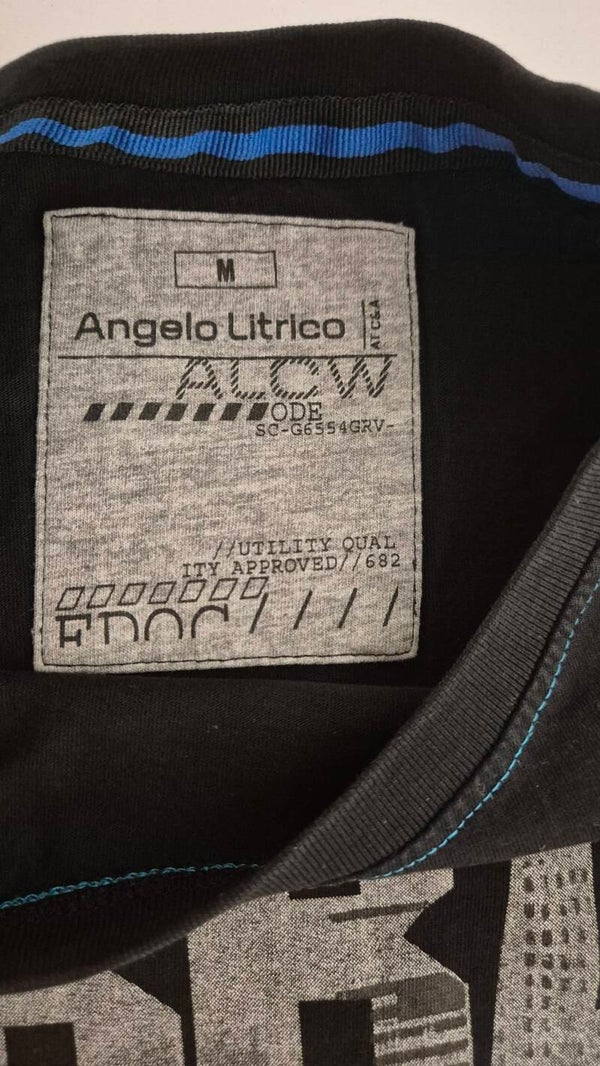 M
Angelo Litrico
AT C&A
ALCW
ODE
SC-G6554GRV-
//UTILITY QUAL
ITY APPROVED//682
////